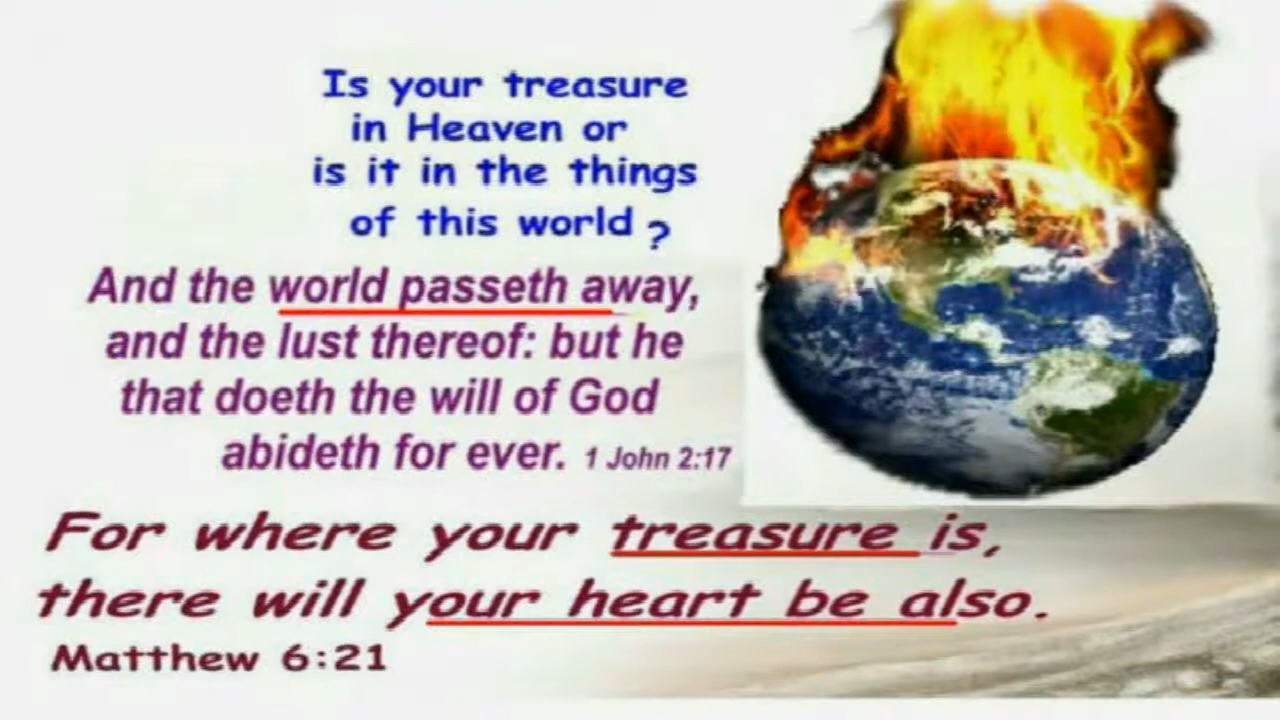 Is your treasure
in Heaven or
is it in the things
of this world ?
And the world passeth away,
and the lust thereof: but he
that doeth the will of God
abideth for ever. 1 John 2:17
For where your treasure is,
there will your heart be also.
Matthew 6:21